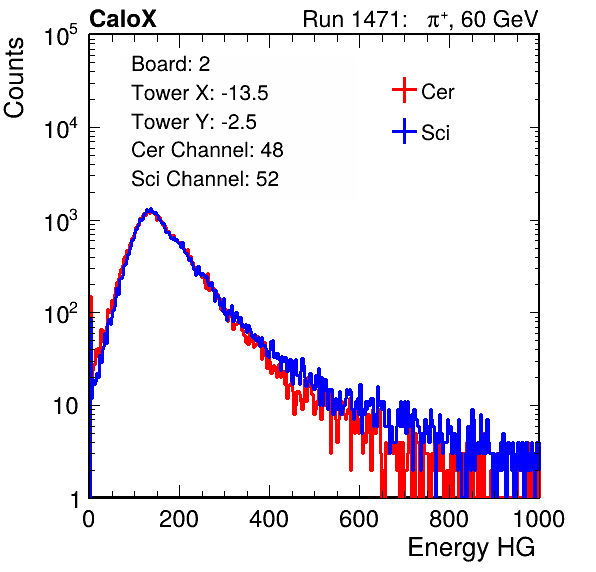 CaloX Run 1471: π⁺, 60 GeV
Counts
Board: 2
Tower X: -13.5
Tower Y: -2.5
Cer Channel: 48
Sci Channel: 52
Cer
Sci
10⁵
10⁴
10³
10²
10
1
0 200 400 600 800 1000
Energy HG